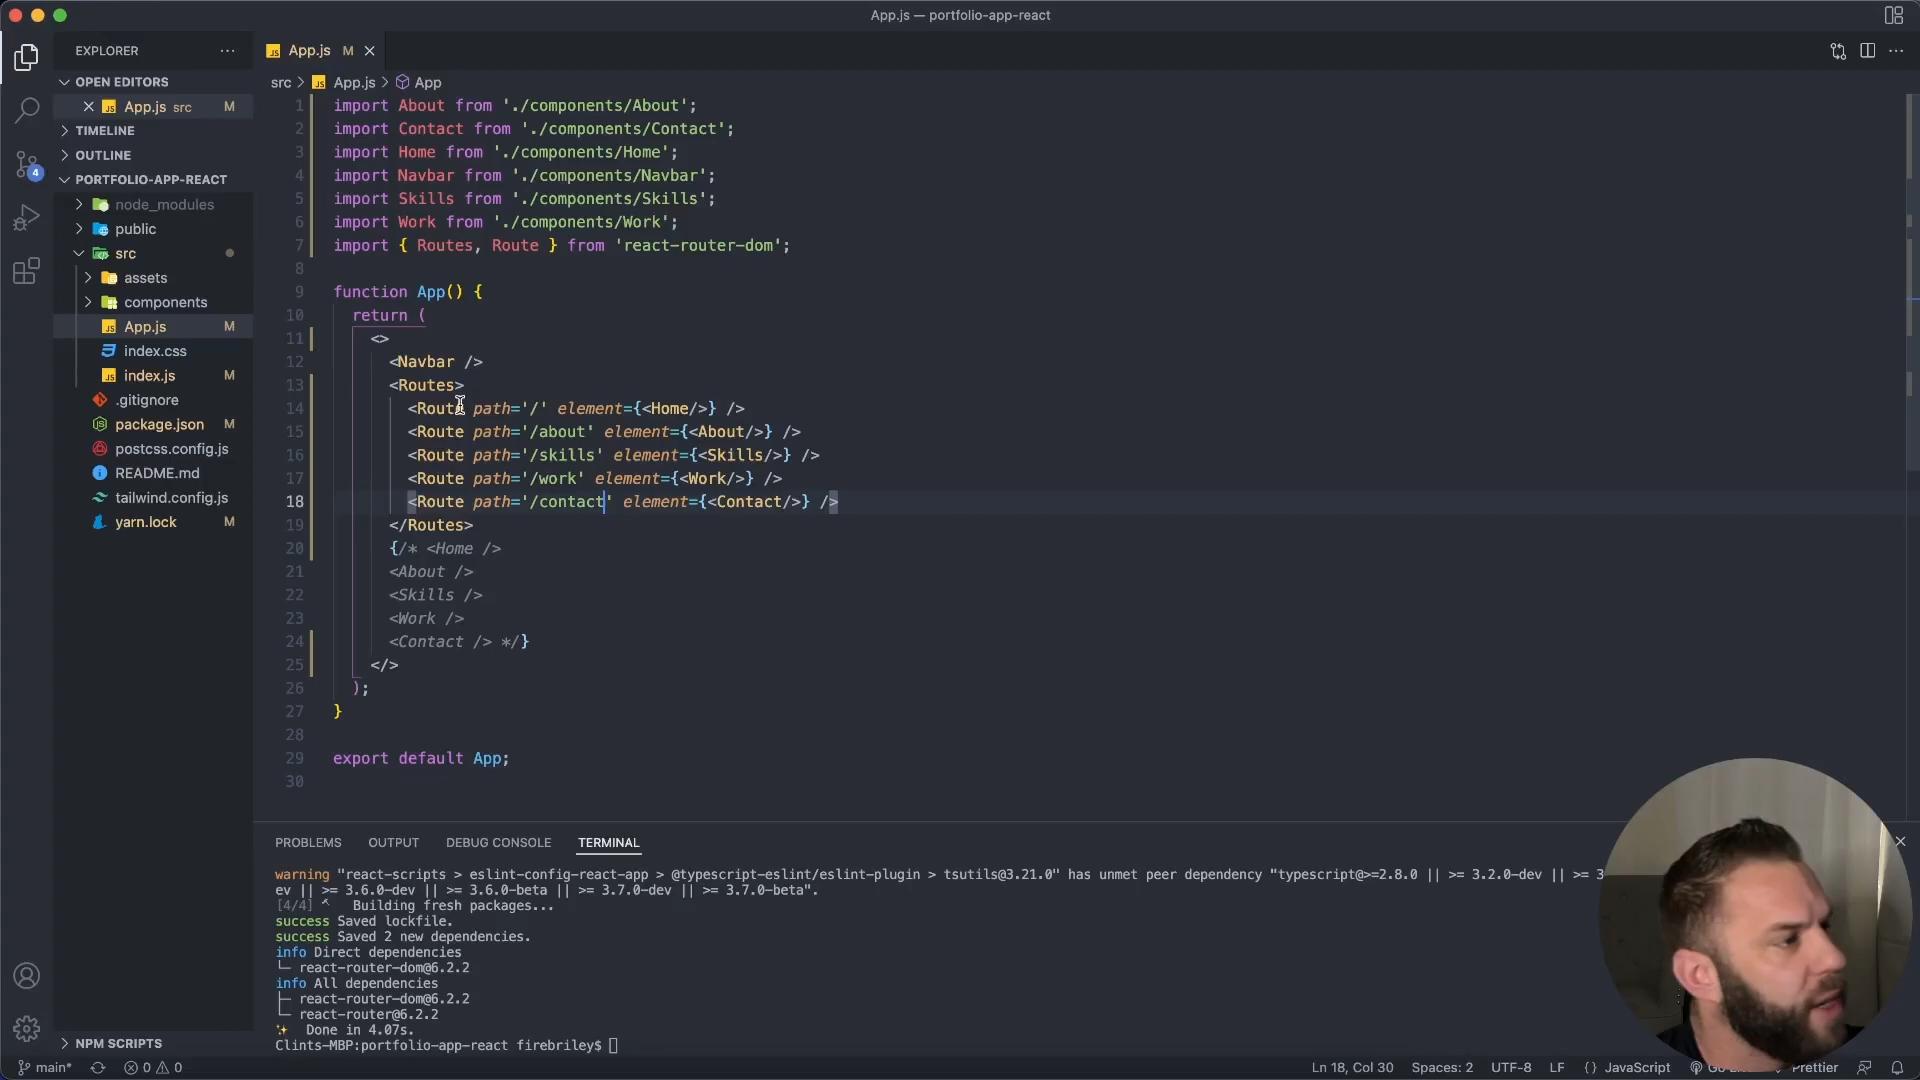 App.js — portfolio-app-react
EXPLORER
App.js M
OPEN EDITORS
src > App.js > App
App.js src M
TIMELINE
OUTLINE
PORTFOLIO-APP-REACT
node_modules
public
src
assets
components
App.js M
index.css
index.js M
.gitignore
package.json M
postcss.config.js
README.md
tailwind.config.js
yarn.lock M
NPM SCRIPTS
4
1 import About from './components/About';
2 import Contact from './components/Contact';
3 import Home from './components/Home';
4 import Navbar from './components/Navbar';
5 import Skills from './components/Skills';
6 import Work from './components/Work';
7 import { Routes, Route } from 'react-router-dom';
8
9 function App() {
10 return (
11 <>
12 <Navbar />
13 <Routes>
14 <Route path='/' element={<Home/>} />
15 <Route path='/about' element={<About/>} />
16 <Route path='/skills' element={<Skills/>} />
17 <Route path='/work' element={<Work/>} />
18 <Route path='/contact' element={<Contact/>} />
19 </Routes>
20 {/* <Home />
21 <About />
22 <Skills />
23 <Work />
24 <Contact /> */}
25 </>
26 );
27 }
28
29 export default App;
30
PROBLEMS OUTPUT DEBUG CONSOLE TERMINAL
warning "react-scripts > eslint-config-react-app > @typescript-eslint/eslint-plugin > tsutils@3.21.0" has unmet peer dependency "typescript@>=2.8.0 || >= 3.2.0-dev || >= 3
ev || >= 3.6.0-dev || >= 3.6.0-beta || >= 3.7.0-dev || >= 3.7.0-beta".
[4/4] Building fresh packages...
success Saved lockfile.
success Saved 2 new dependencies.
info Direct dependencies
└─ react-router-dom@6.2.2
info All dependencies
├─ react-router-dom@6.2.2
└─ react-router@6.2.2
✨ Done in 4.07s.
Clints-MBP:portfolio-app-react firebriley$
main* 0 0 Ln 18, Col 30 Spaces: 2 UTF-8 LF {} JavaScript Prettier